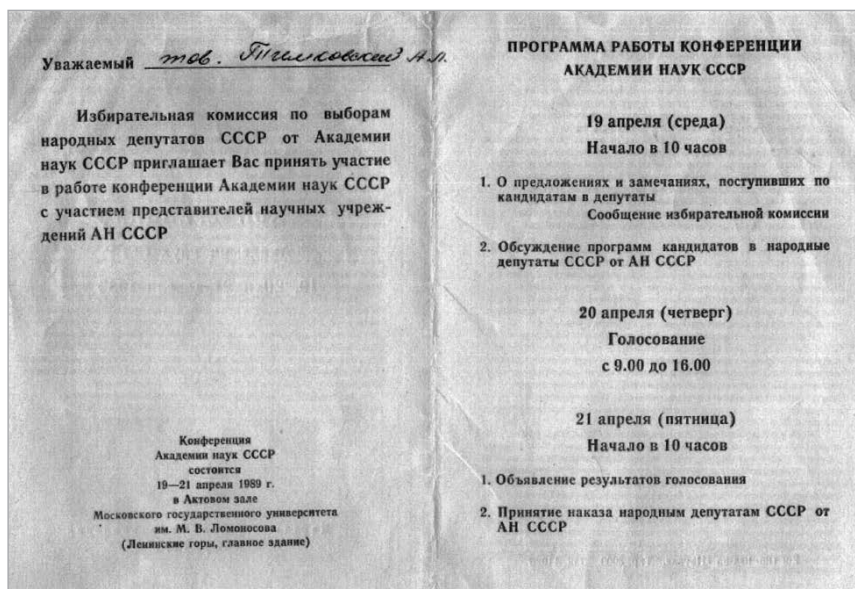 Уважаемый тов. А.Л.
Избирательная комиссия по выборам
народных депутатов СССР от Академии
наук СССР приглашает Вас принять участие
в работе конференции Академии наук СССР
с участием представителей научных учреж-
дений АН СССР
Конференция
Академии наук СССР
состоится
19—21 апреля 1989 г.
в Актовом зале
Московского государственного университета
им. М. В. Ломоносова
(Ленинские горы, главное здание)
ПРОГРАММА РАБОТЫ КОНФЕРЕНЦИИ
АКАДЕМИИ НАУК СССР
19 апреля (среда)
Начало в 10 часов
1. О предложениях и замечаниях, поступивших по
кандидатам в депутаты
Сообщение избирательной комиссии
2. Обсуждение программ кандидатов в народные
депутаты СССР от АН СССР
20 апреля (четверг)
Голосование
с 9.00 до 16.00
21 апреля (пятница)
Начало в 10 часов
1. Объявление результатов голосования
2. Принятие наказа народным депутатам СССР от
АН СССР